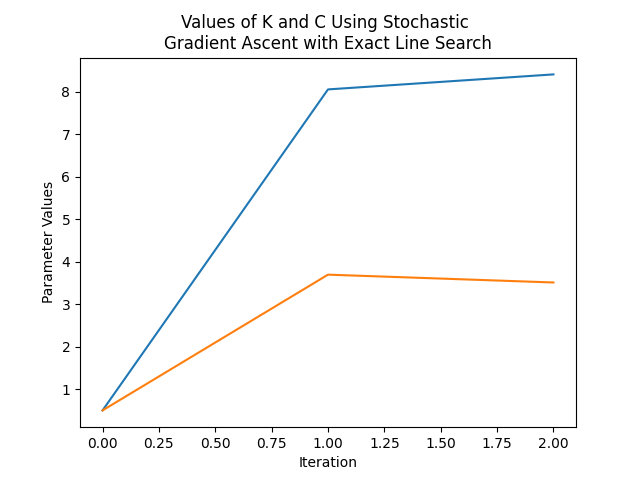 Values of K and C Using Stochastic
Gradient Ascent with Exact Line Search
8
7
6
5
4
3
2
1
Parameter Values
0.00 0.25 0.50 0.75 1.00 1.25 1.50 1.75 2.00
Iteration